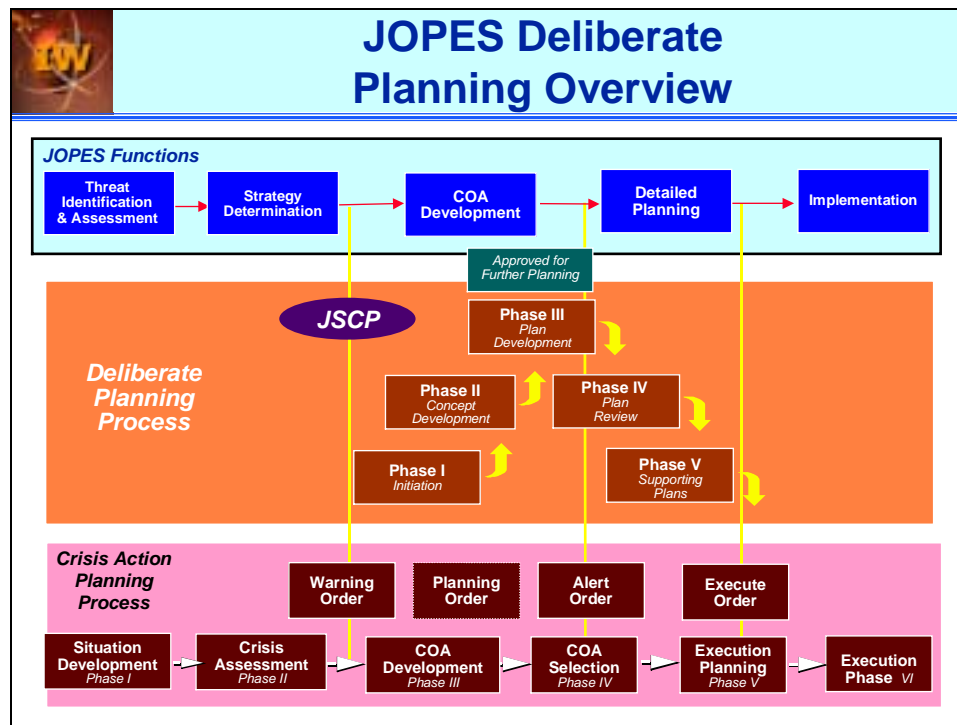 IW
JOPES Deliberate
Planning Overview
JOPES Functions
Threat
Identification
& Assessment
Strategy
Determination
COA
Development
Detailed
Planning
Implementation
Approved for
Further Planning
JSCP
Deliberate
Planning
Process
Phase I
Initiation
Phase II
Concept
Development
Phase III
Plan
Development
Phase IV
Plan
Review
Phase V
Supporting
Plans
Crisis Action
Planning
Process
Warning
Order
Planning
Order
Alert
Order
Execute
Order
Situation
Development
Phase I
Crisis
Assessment
Phase II
COA
Development
Phase III
COA
Selection
Phase IV
Execution
Planning
Phase V
Execution
Phase VI